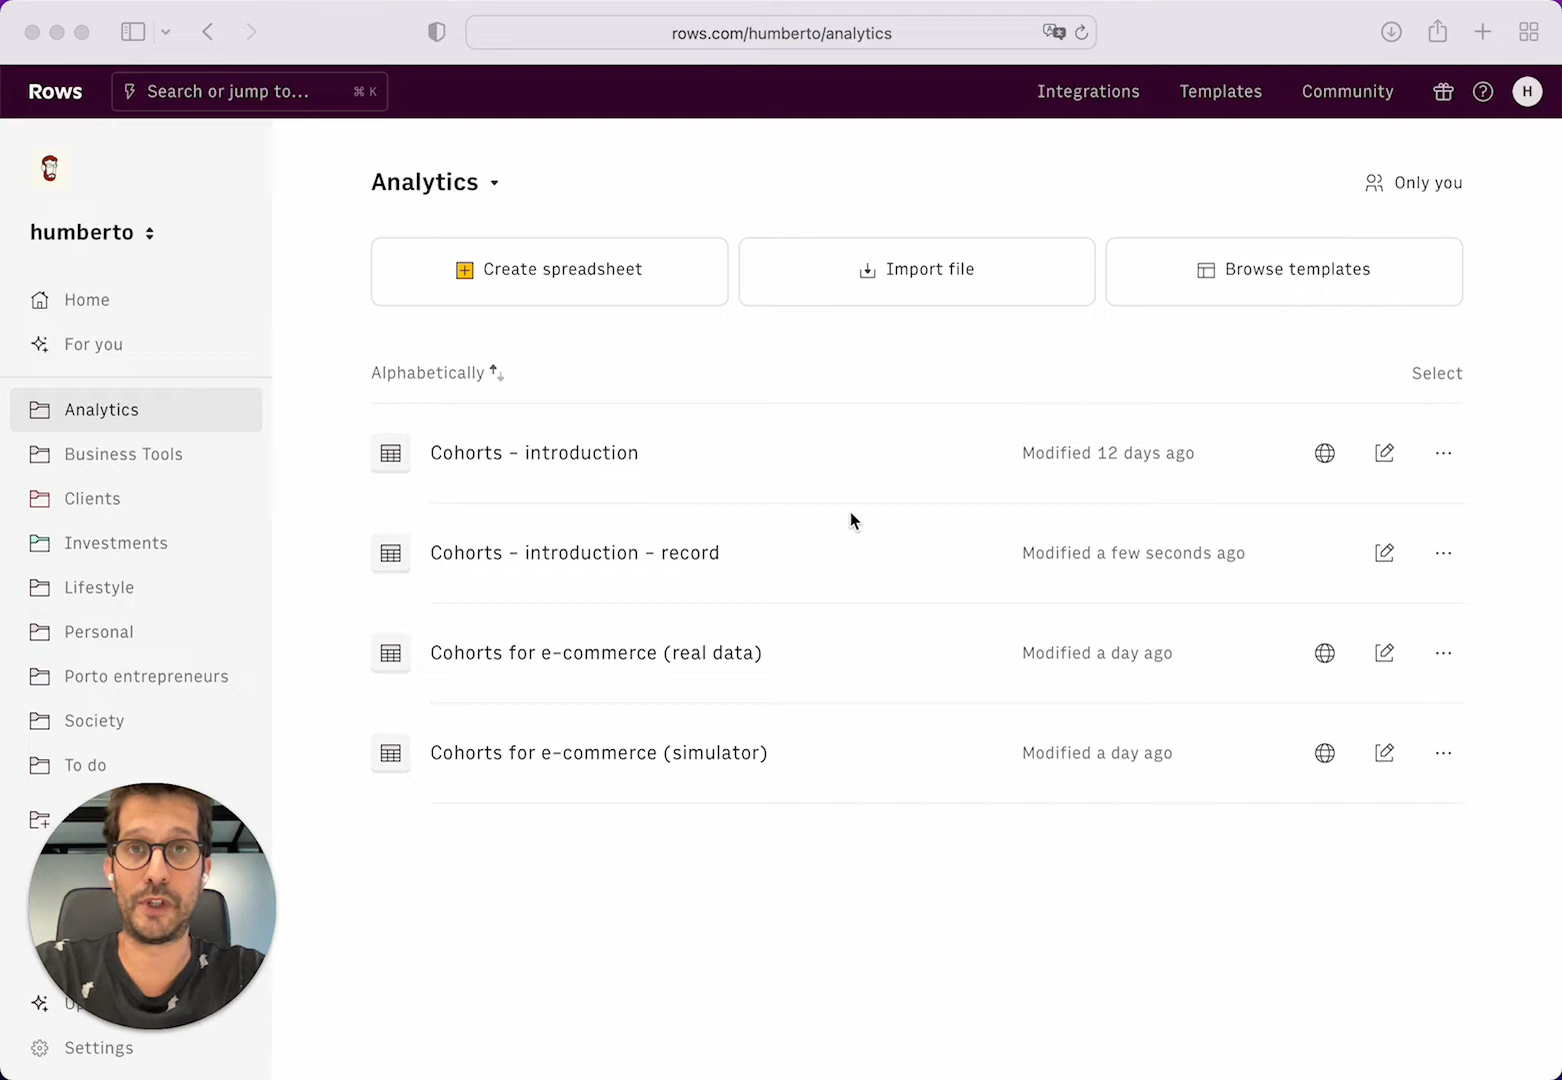 rows.com/humberto/analytics
Rows
Search or jump to...
⌘ K
Integrations
Templates
Community
H
humberto
Home
For you
Analytics
Business Tools
Clients
Investments
Lifestyle
Personal
Porto entrepreneurs
Society
To do
Settings
Analytics
Only you
Create spreadsheet
Import file
Browse templates
Alphabetically
Select
Cohorts – introduction
Modified 12 days ago
Cohorts – introduction – record
Modified a few seconds ago
Cohorts for e-commerce (real data)
Modified a day ago
Cohorts for e-commerce (simulator)
Modified a day ago